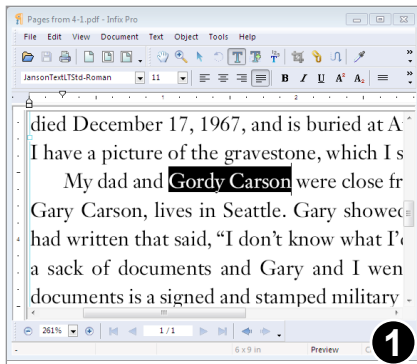 Pages from 4-1.pdf - Infix Pro
File Edit View Document Text Object Tools Help
JansonTextLTStd-Roman 11 B I U A² A₂
died December 17, 1967, and is buried at A
I have a picture of the gravestone, which I s
My dad and Gordy Carson were close fr
Gary Carson, lives in Seattle. Gary showed
had written that said, “I don’t know what I’
a sack of documents and Gary and I wen
documents is a signed and stamped military
261% 1 / 1
6 x 9 in Preview
1